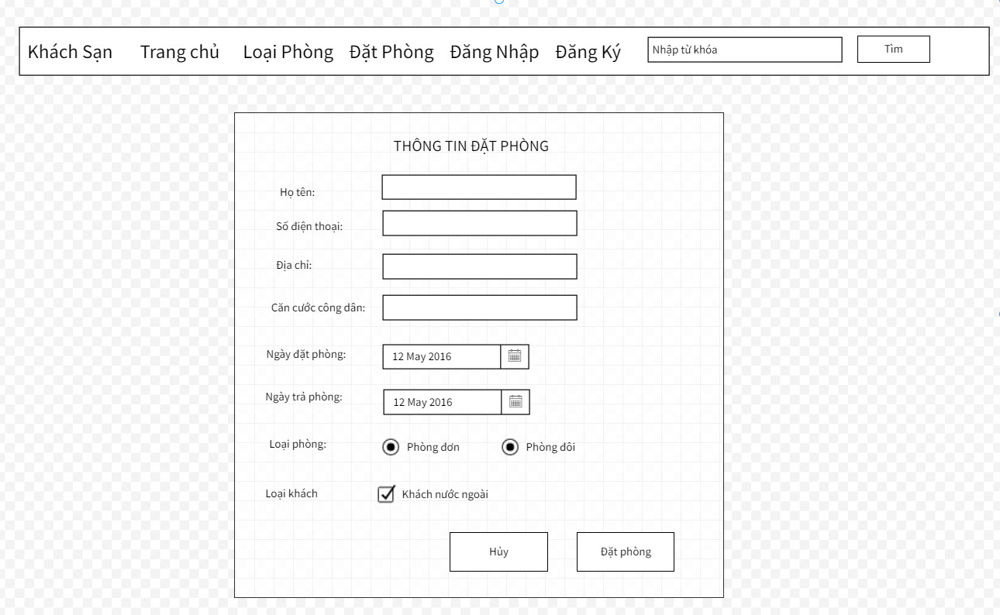 Khách Sạn Trang chủ Loại Phòng Đặt Phòng Đăng Nhập Đăng Ký Nhập từ khóa Tìm
THÔNG TIN ĐẶT PHÒNG
Họ tên:
Số điện thoại:
Địa chỉ:
Căn cước công dân:
Ngày đặt phòng: 12 May 2016
Ngày trả phòng: 12 May 2016
Loại phòng: Phòng đơn Phòng đôi
Loại khách Khách nước ngoài
Hủy Đặt phòng